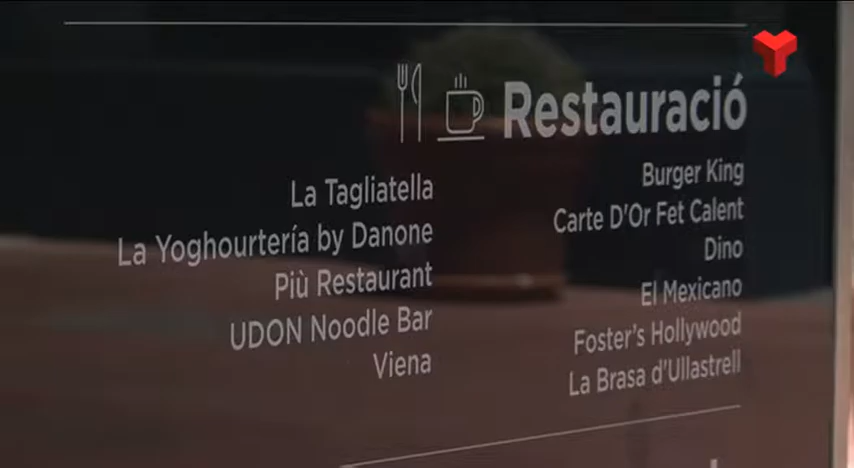 Restauració
La Tagliatella
La Yoghourtería by Danone
Più Restaurant
UDON Noodle Bar
Viena
Burger King
Carte D'Or Fet Calent
Dino
El Mexicano
Foster's Hollywood
La Brasa d'Ullastrell